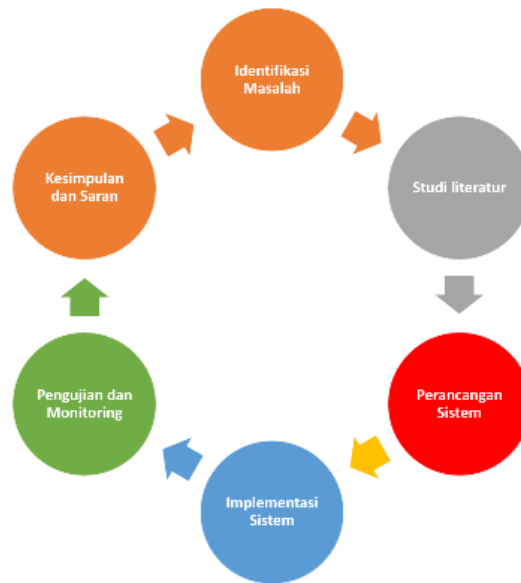 Identifikasi
Masalah
Studi literatur
Perancangan
Sistem
Implementasi
Sistem
Pengujian dan
Monitoring
Kesimpulan
dan Saran